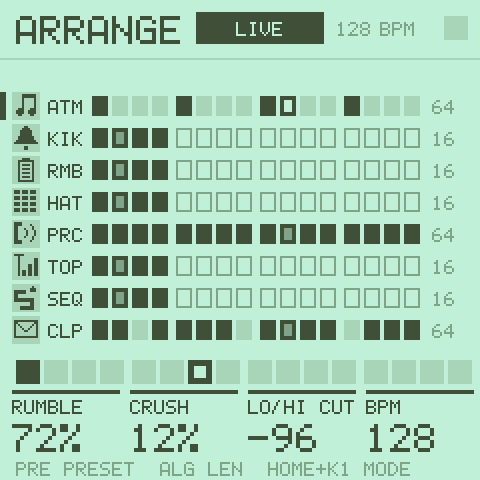 ARRANGE LIVE 128 BPM
ATM 64
KIK 16
RMB 16
HAT 16
PRC 64
TOP 16
SEQ 16
CLP 64
RUMBLE CRUSH LO/HI CUT BPM
72% 12% -96 128
PRE PRESET ALG LEN HOME+K1 MODE